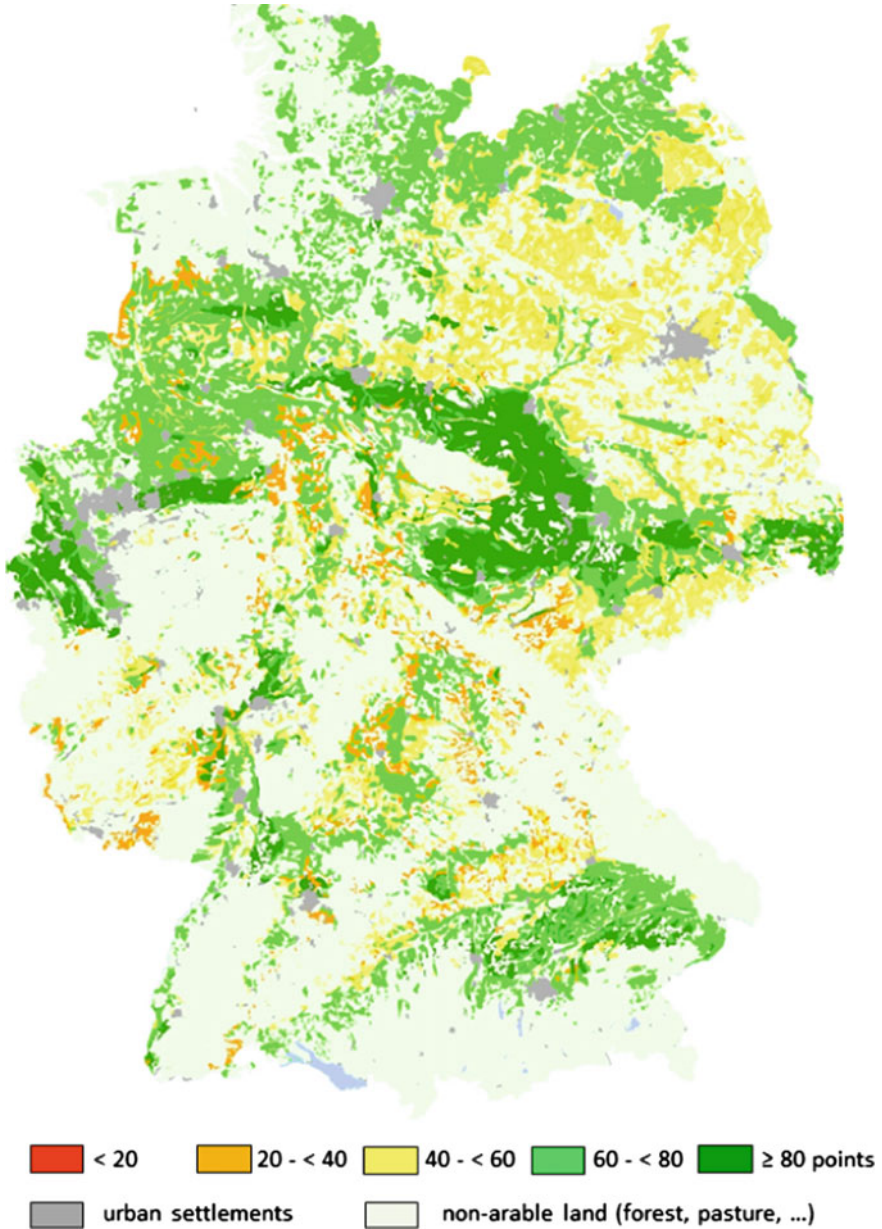 < 20 20 - < 40 40 - < 60 60 - < 80 ≥ 80 points
urban settlements non-arable land (forest, pasture, ...)